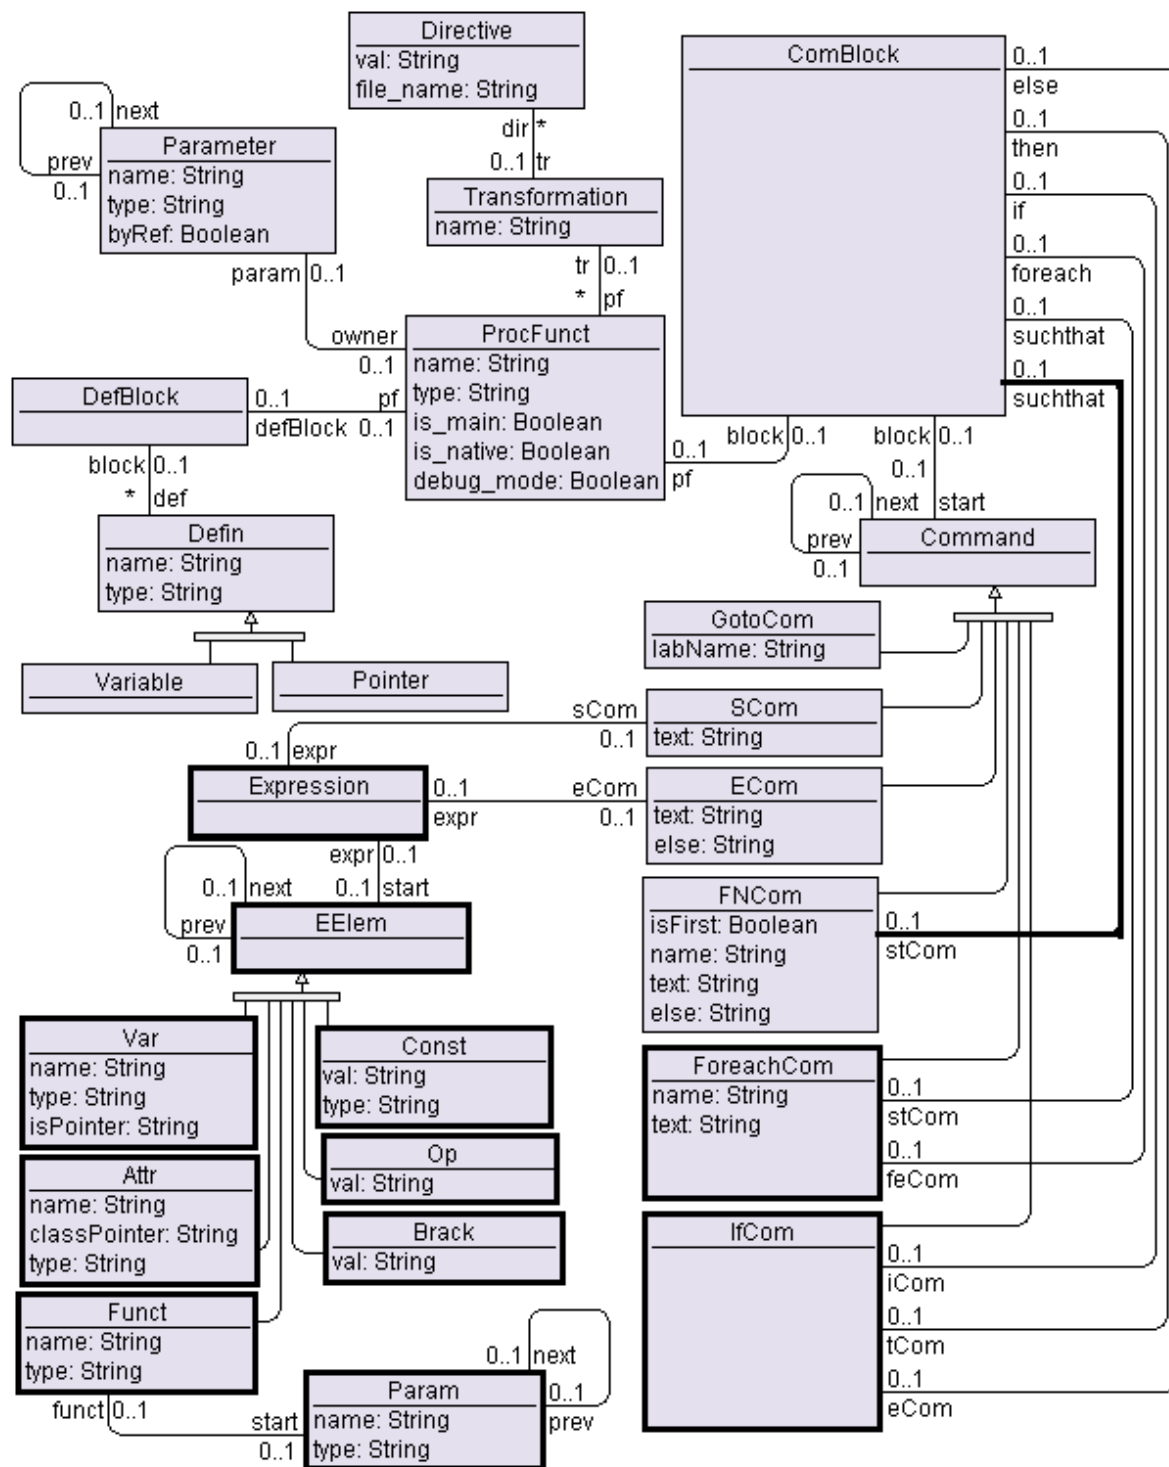 Directive
val: String
file_name: String
dir *
0..1 tr
0..1 next
Parameter
name: String
type: String
byRef: Boolean
prev
0..1
param 0..1
Transformation
name: String
tr 0..1
* pf
ComBlock
0..1
else
0..1
then
0..1
if
0..1
foreach
0..1
suchthat
0..1
suchthat
owner
0..1
ProcFunct
name: String
type: String
is_main: Boolean
is_native: Boolean
debug_mode: Boolean
DefBlock
0..1
defBlock
pf
0..1
block 0..1
* def
0..1
pf
block 0..1
block 0..1
0..1
start
0..1 next
prev
0..1
Command
Defin
name: String
type: String
Variable
Pointer
GotoCom
labName: String
sCom
0..1
SCom
text: String
0..1 expr
Expression
0..1
expr
eCom
0..1
ECom
text: String
else: String
expr 0..1
0..1 start
0..1 next
prev
0..1
EElem
FNCom
isFirst: Boolean
name: String
text: String
else: String
0..1
stCom
Var
name: String
type: String
isPointer: String
Const
val: String
type: String
ForeachCom
name: String
text: String
0..1
stCom
0..1
feCom
Attr
name: String
classPointer: String
type: String
Op
val: String
Brack
val: String
IfCom
0..1
iCom
0..1
tCom
0..1
eCom
Funct
name: String
type: String
funct 0..1
start
0..1
0..1 next
Param
name: String
type: String
0..1
prev